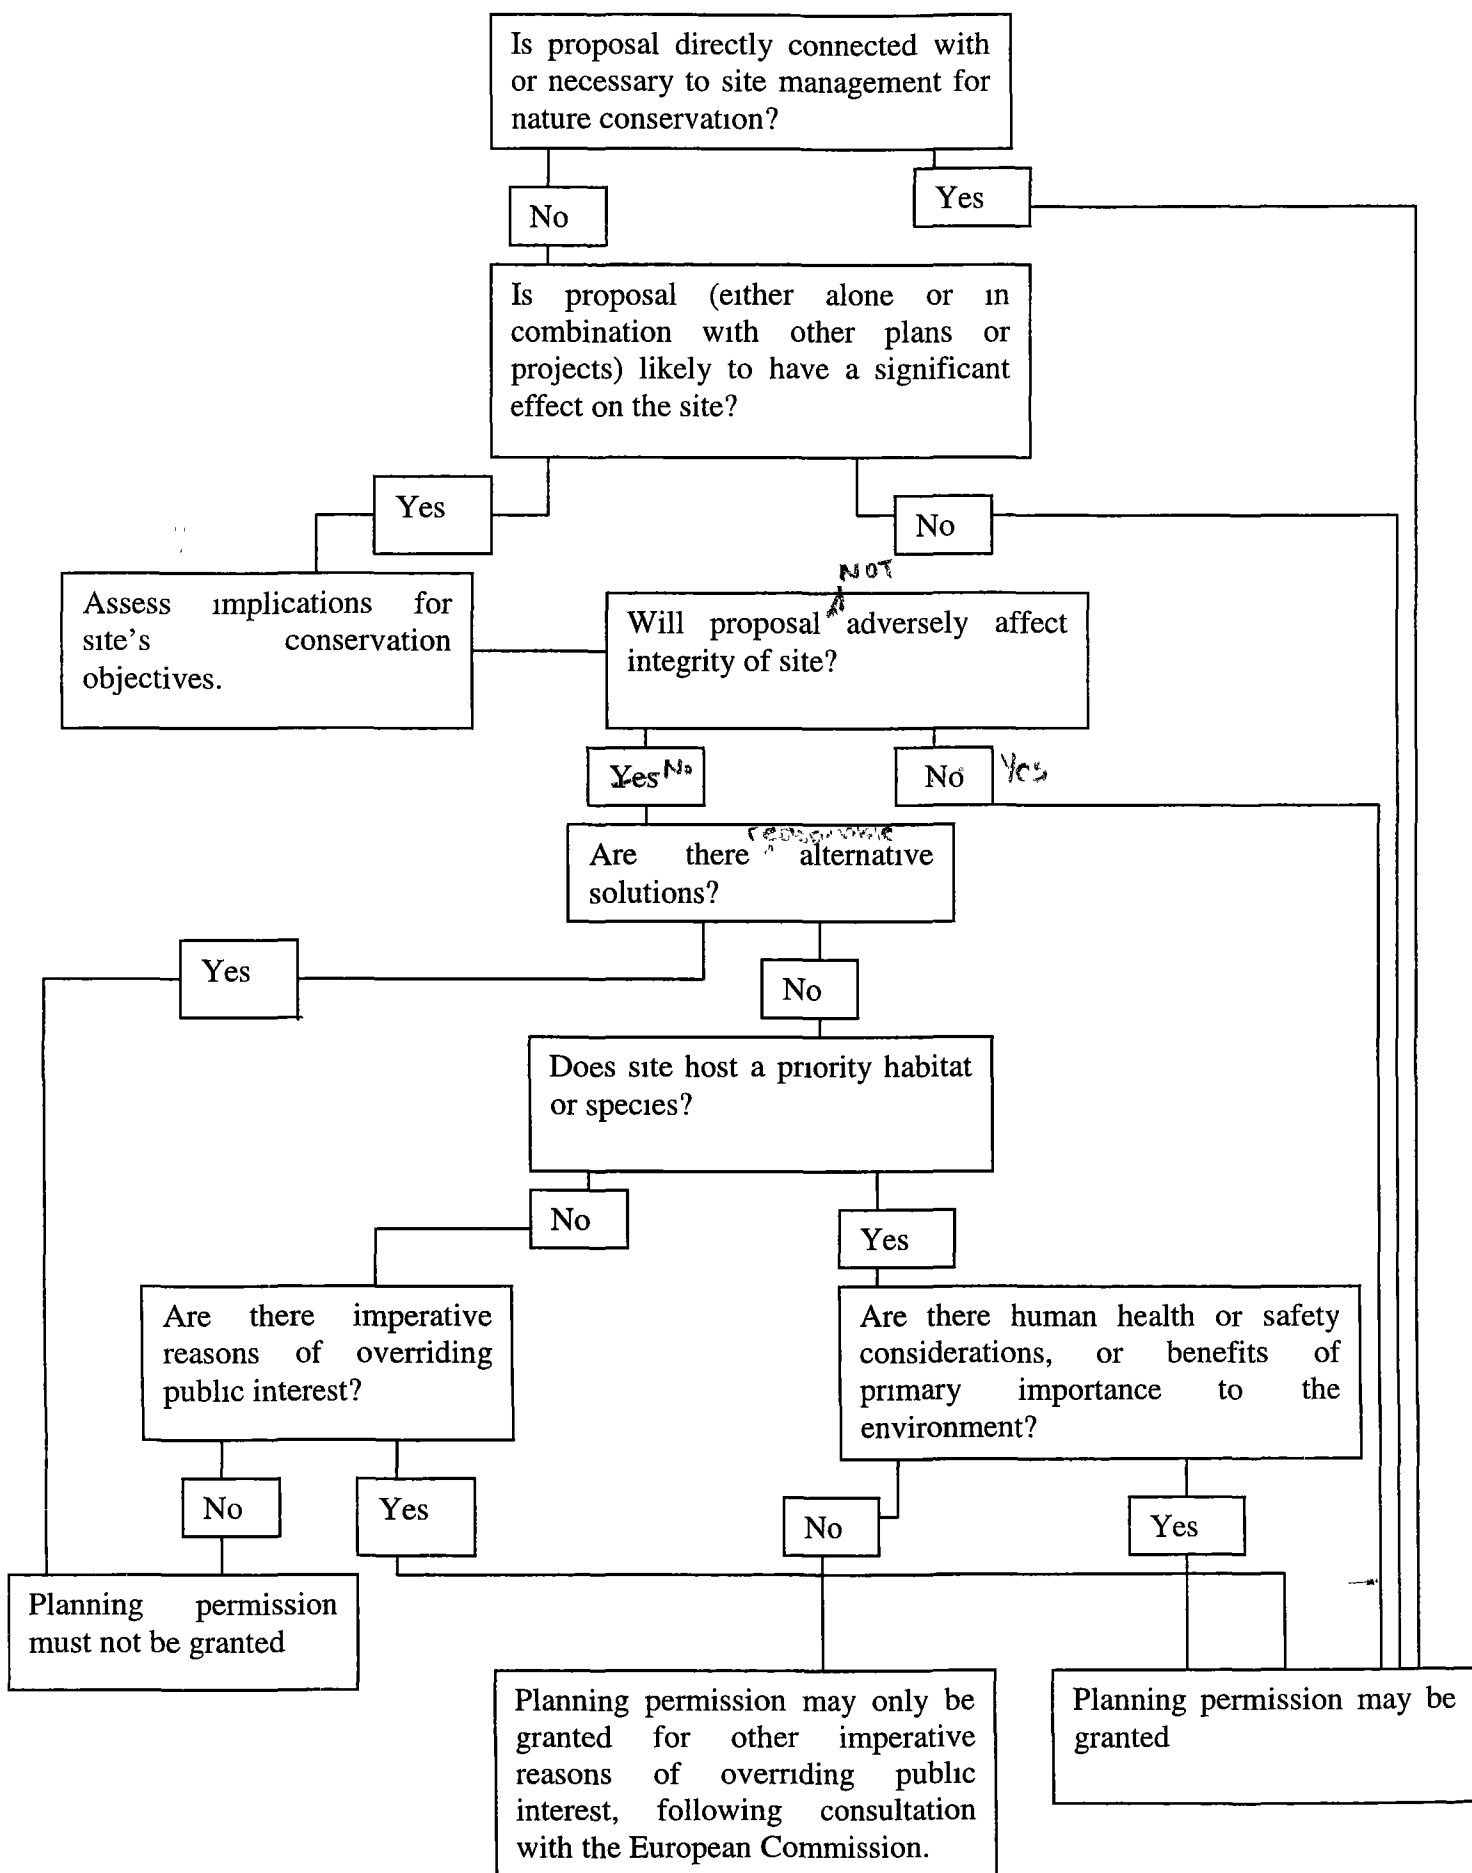 Is proposal directly connected with
or necessary to site management for
nature conservation?
No
Yes
Is proposal (either alone or in
combination with other plans or
projects) likely to have a significant
effect on the site?
Yes
No
Assess implications for
site's conservation
objectives.
NOT
Will proposal adversely affect
integrity of site?
Yes No
No Yes
reasonable
Are there alternative
solutions?
Yes
No
Does site host a priority habitat
or species?
No
Yes
Are there imperative
reasons of overriding
public interest?
Are there human health or safety
considerations, or benefits of
primary importance to the
environment?
No
Yes
No
Yes
Planning permission
must not be granted
Planning permission may only be
granted for other imperative
reasons of overriding public
interest, following consultation
with the European Commission.
Planning permission may be
granted